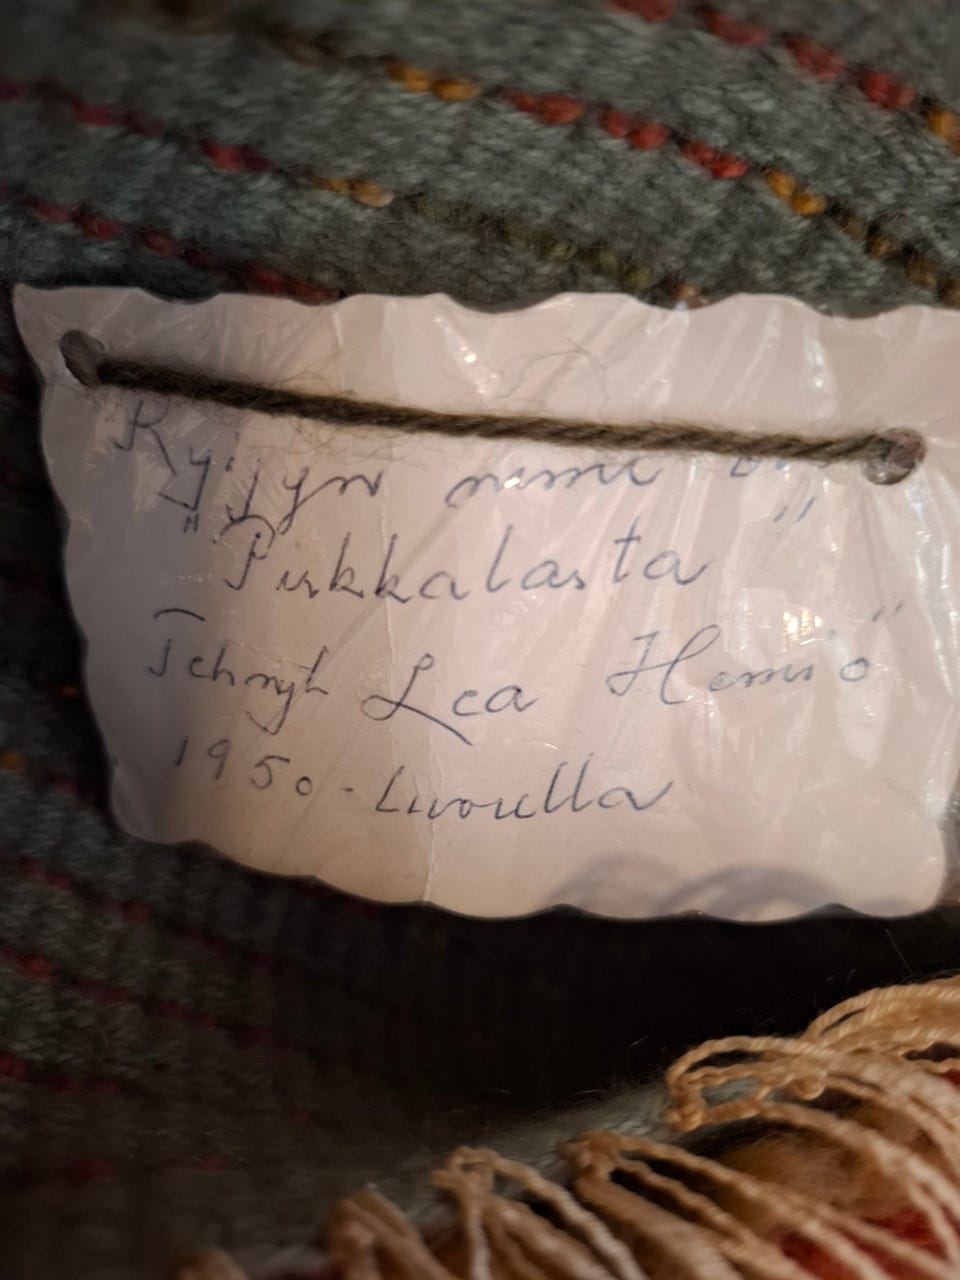 Ryijyn nimi on
"Pirkkalasta"
Tehnyt Lea Hemiö
1950-Luvulla